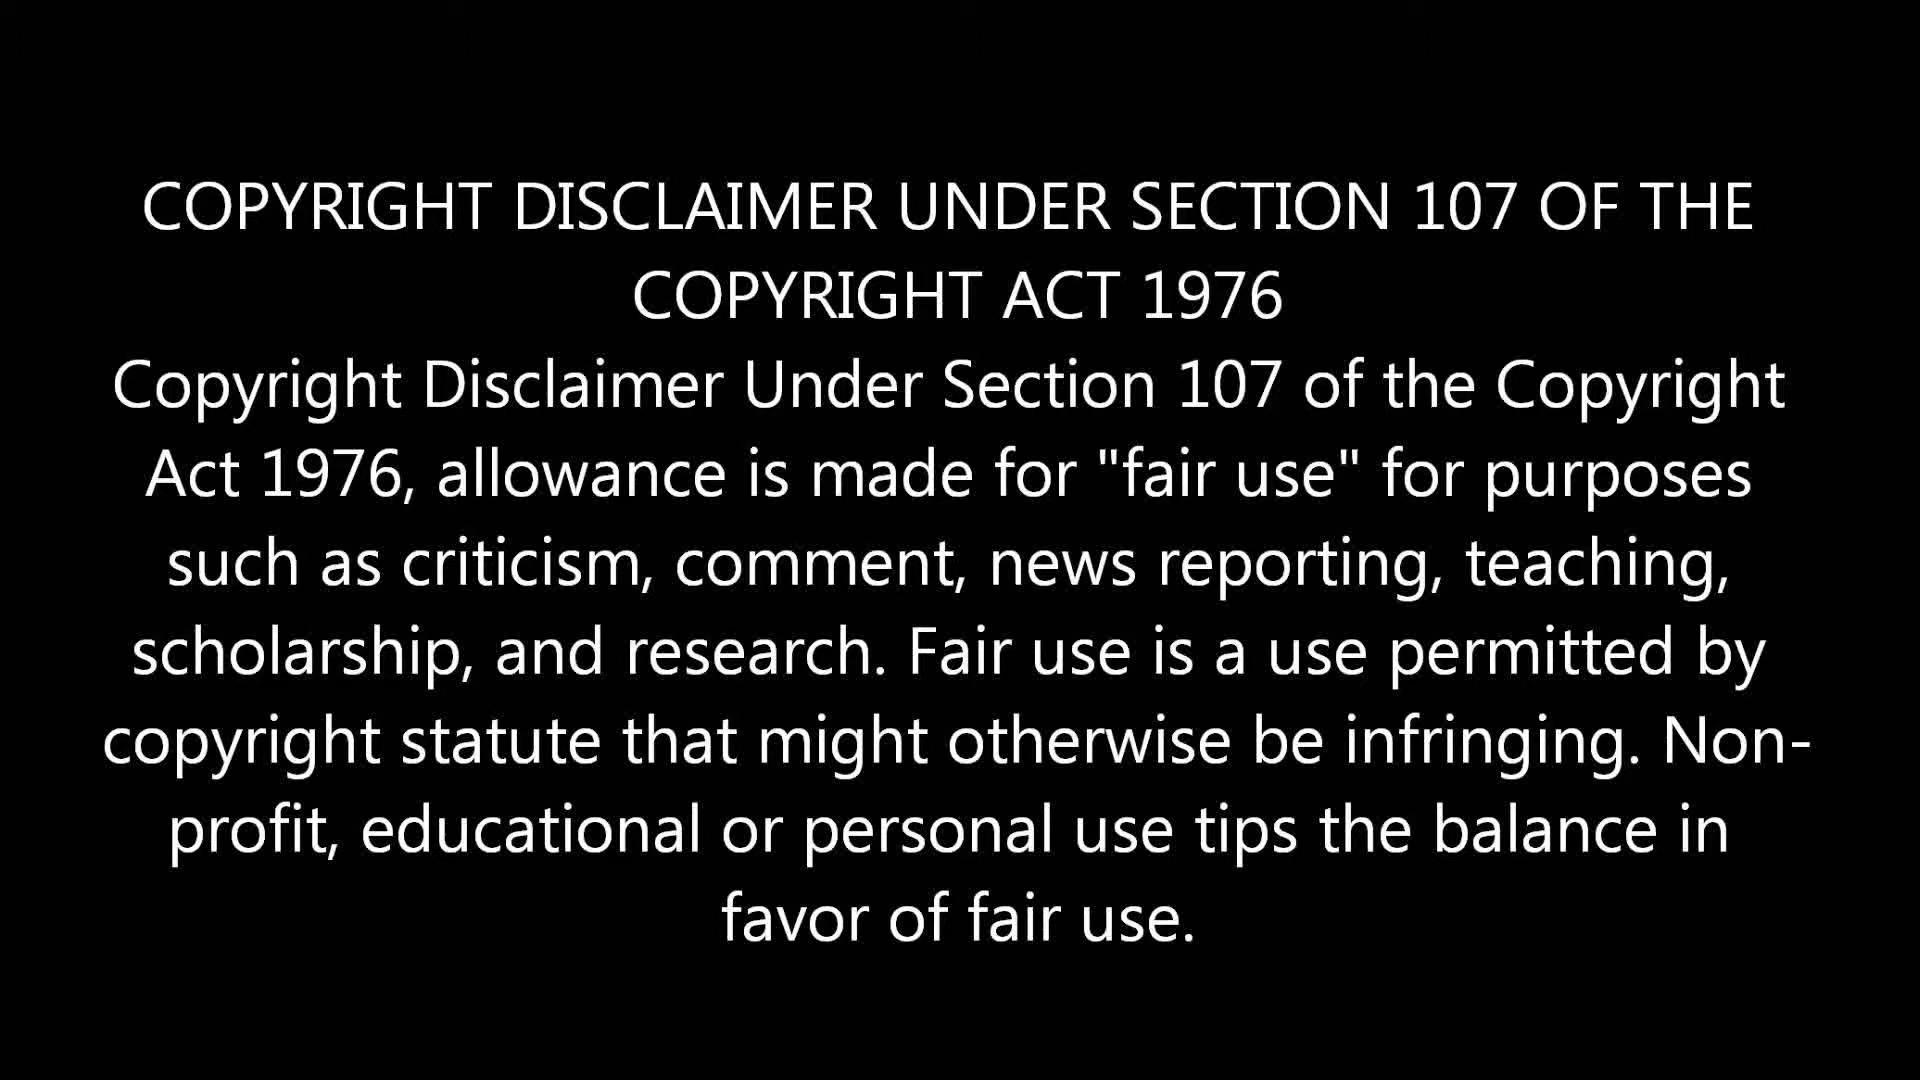 COPYRIGHT DISCLAIMER UNDER SECTION 107 OF THE
COPYRIGHT ACT 1976
Copyright Disclaimer Under Section 107 of the Copyright
Act 1976, allowance is made for "fair use" for purposes
such as criticism, comment, news reporting, teaching,
scholarship, and research. Fair use is a use permitted by
copyright statute that might otherwise be infringing. Non-
profit, educational or personal use tips the balance in
favor of fair use.